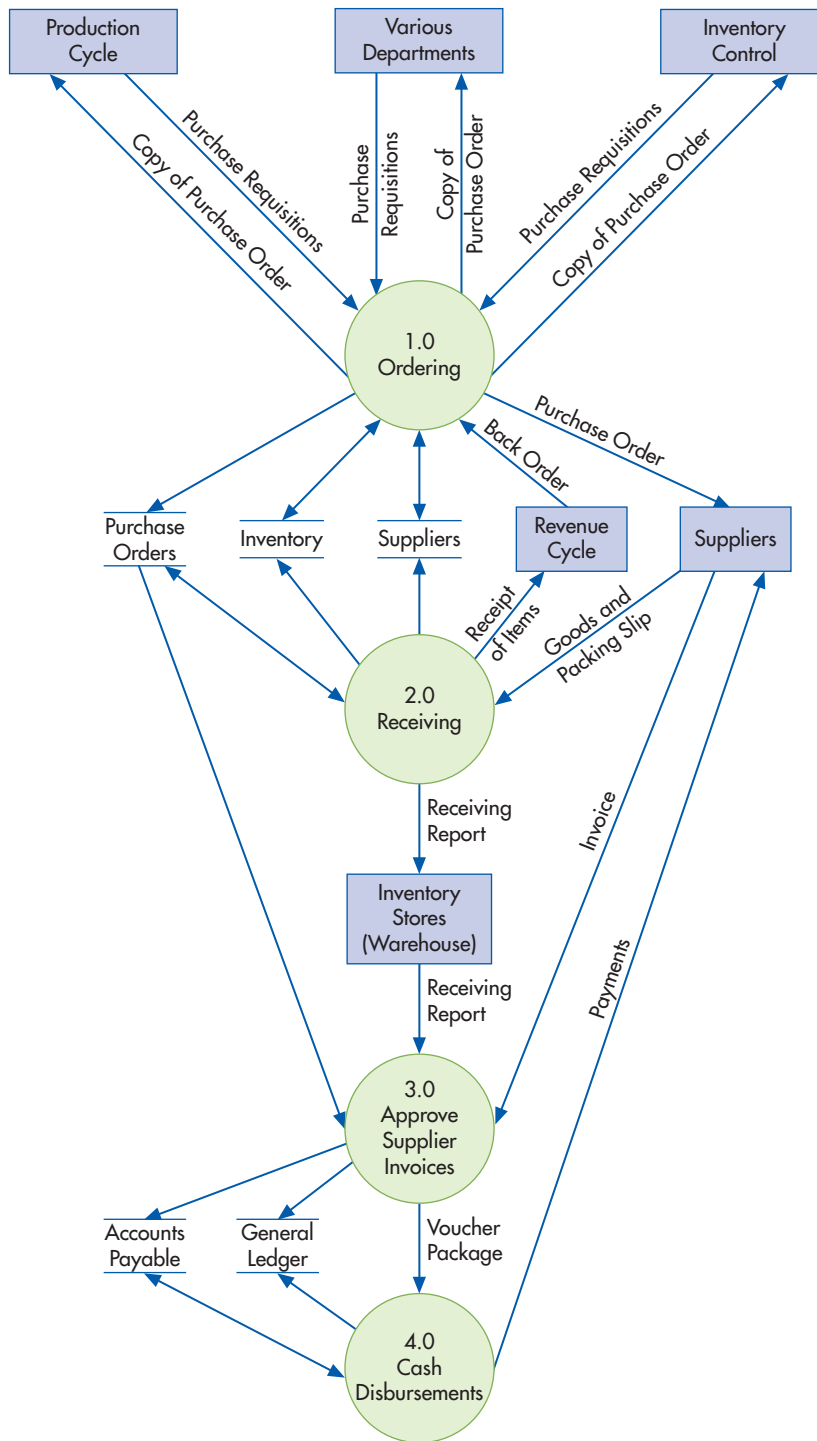 Production
Cycle
Various
Departments
Inventory
Control
Purchase Requisitions
Copy of Purchase Order
Purchase
Requisitions
Copy of
Purchase Order
Purchase Requisitions
Copy of Purchase Order
1.0
Ordering
Purchase Order
Back Order
Purchase
Orders
Inventory
Suppliers
Revenue
Cycle
Suppliers
Receipt
of Items
Goods and
Packing Slip
2.0
Receiving
Receiving
Report
Invoice
Inventory
Stores
(Warehouse)
Payments
Receiving
Report
3.0
Approve
Supplier
Invoices
Accounts
Payable
General
Ledger
Voucher
Package
4.0
Cash
Disbursements